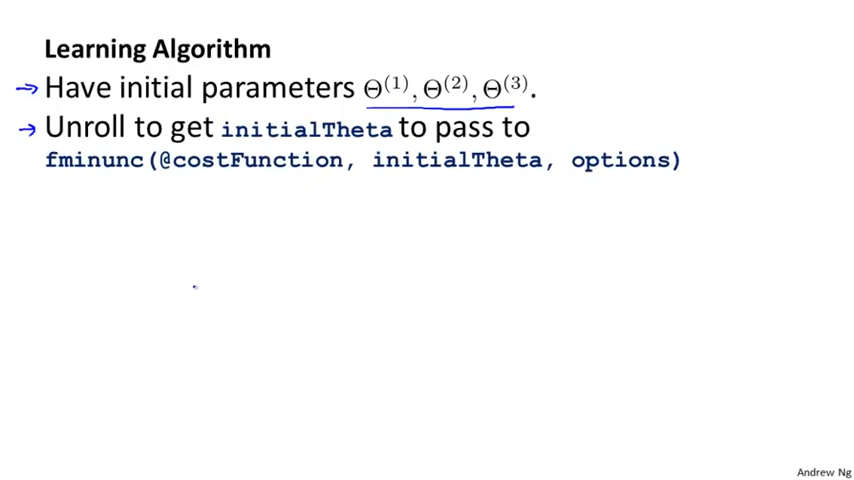 Learning Algorithm
→ Have initial parameters Θ⁽¹⁾, Θ⁽²⁾, Θ⁽³⁾.
→ Unroll to get initialTheta to pass to
fminunc(@costFunction, initialTheta, options)
Andrew Ng